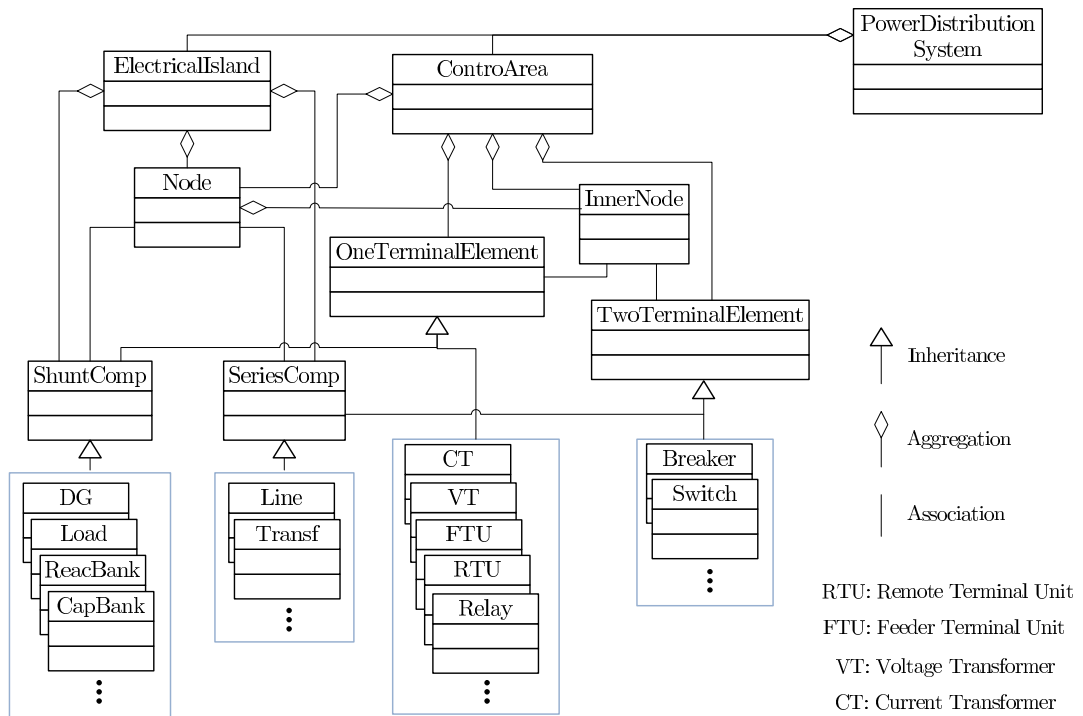 PowerDistribution
System
ElectricalIsland
ControArea
Node
InnerNode
OneTerminalElement
TwoTerminalElement
ShuntComp
SeriesComp
DG
Load
ReacBank
CapBank
Line
Transf
CT
VT
FTU
RTU
Relay
Breaker
Switch
Inheritance
Aggregation
Association
RTU: Remote Terminal Unit
FTU: Feeder Terminal Unit
VT: Voltage Transformer
CT: Current Transformer